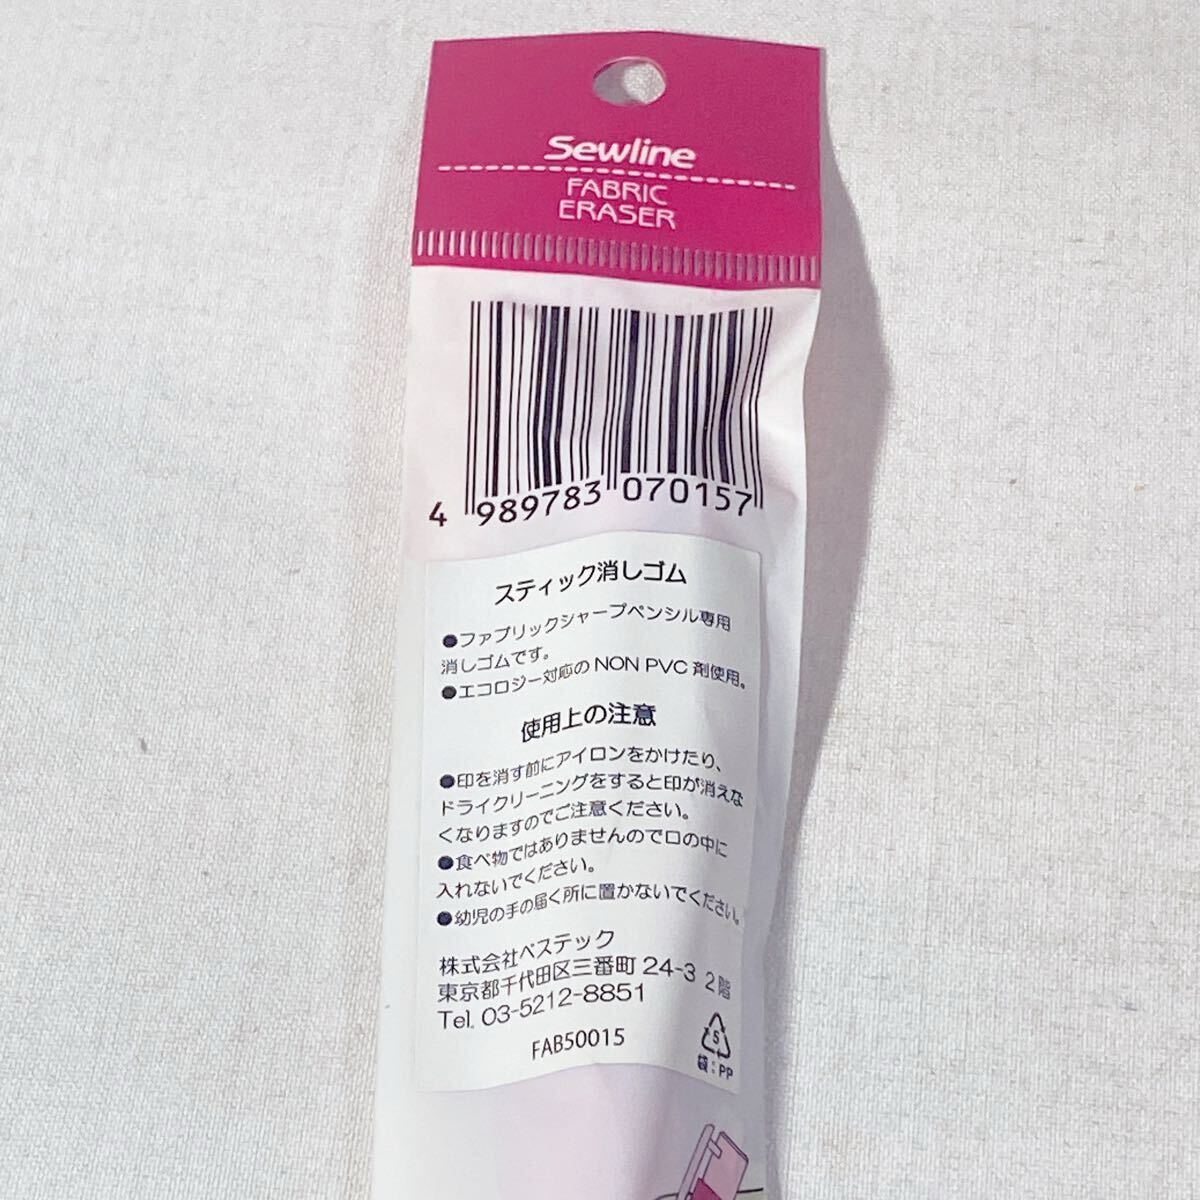 Sewline
FABRIC
ERASER
4 989783 070157
スティック消しゴム
●ファブリックシャープペンシル専用
消しゴムです。
●エコロジー対応のNON PVC 剤使用。
使用上の注意
●印を消す前にアイロンをかけたり、
ドライクリーニングをすると印が消えな
くなりますのでご注意ください。
●食べ物ではありませんので口の中に
入れないでください。
●幼児の手の届く所に置かないでください。
株式会社ベステック
東京都千代田区三番町 24-3 2階
Tel. 03-5212-8851
FAB50015
5
袋:PP